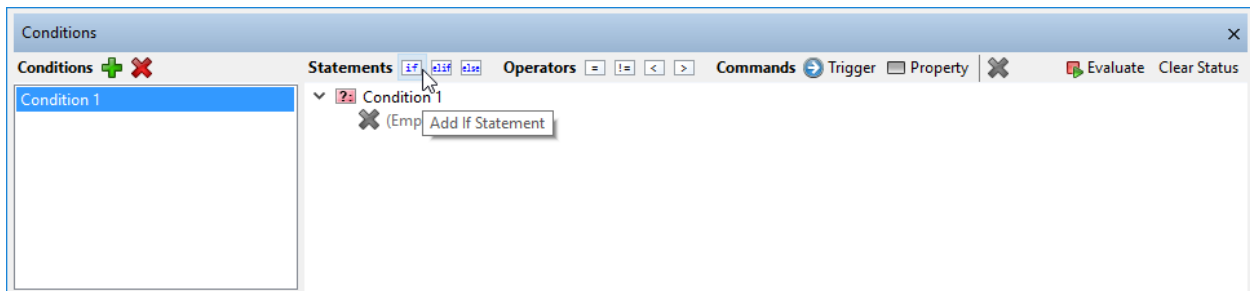 Conditions
Conditions Statements if elif else Operators = != < > Commands Trigger Property Evaluate Clear Status
Condition 1 ?: Condition 1
(Emp Add If Statement